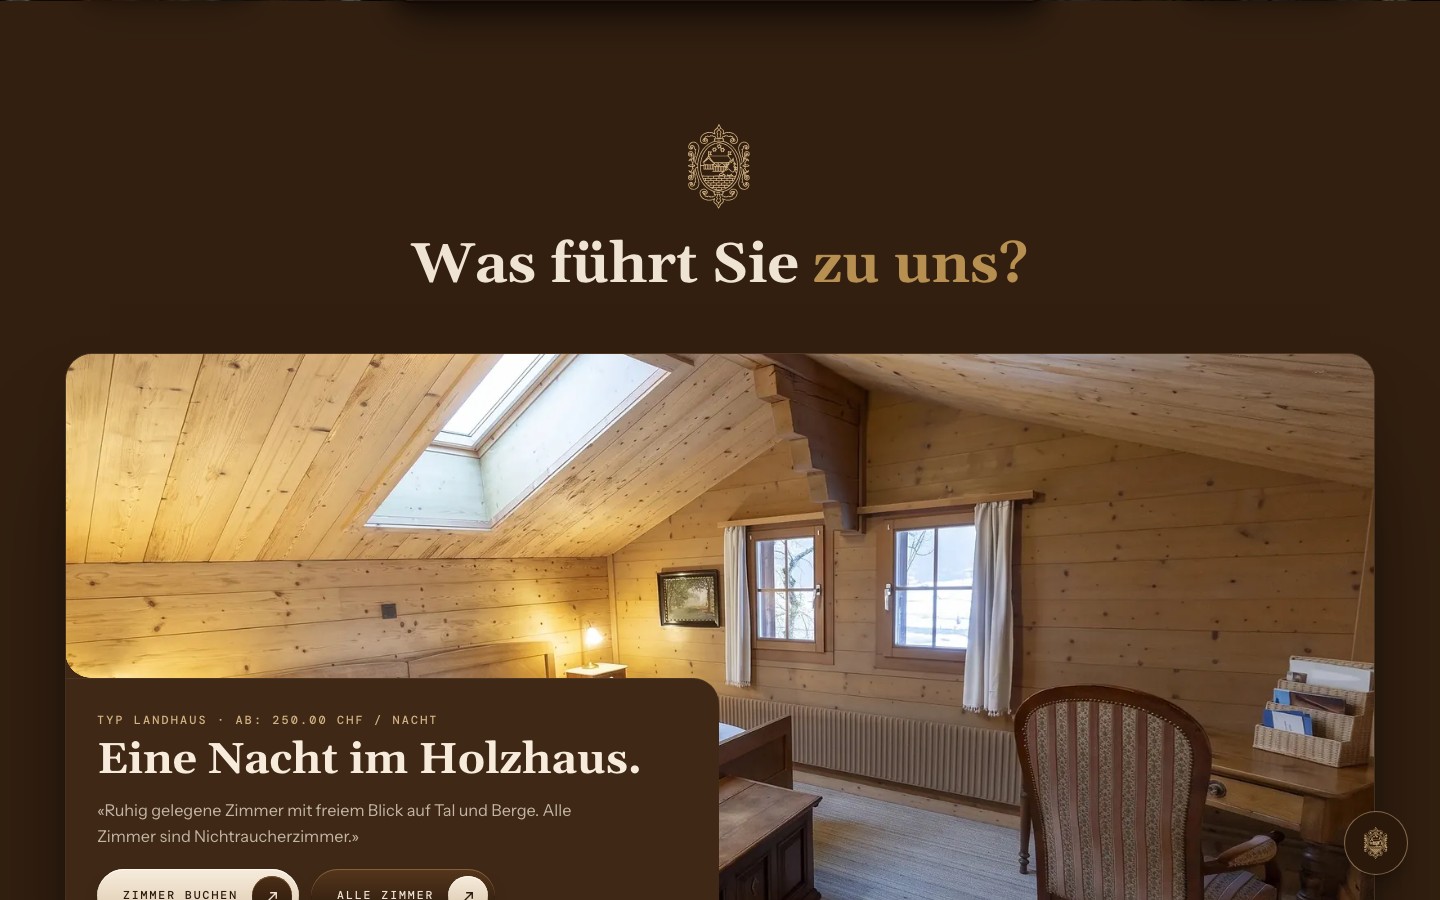 Was führt Sie zu uns?
TYP LANDHAUS · AB: 250.00 CHF / NACHT
Eine Nacht im Holzhaus.
«Ruhig gelegene Zimmer mit freiem Blick auf Tal und Berge. Alle
Zimmer sind Nichtraucherzimmer.»
ZIMMER BUCHEN
ALLE ZIMMER